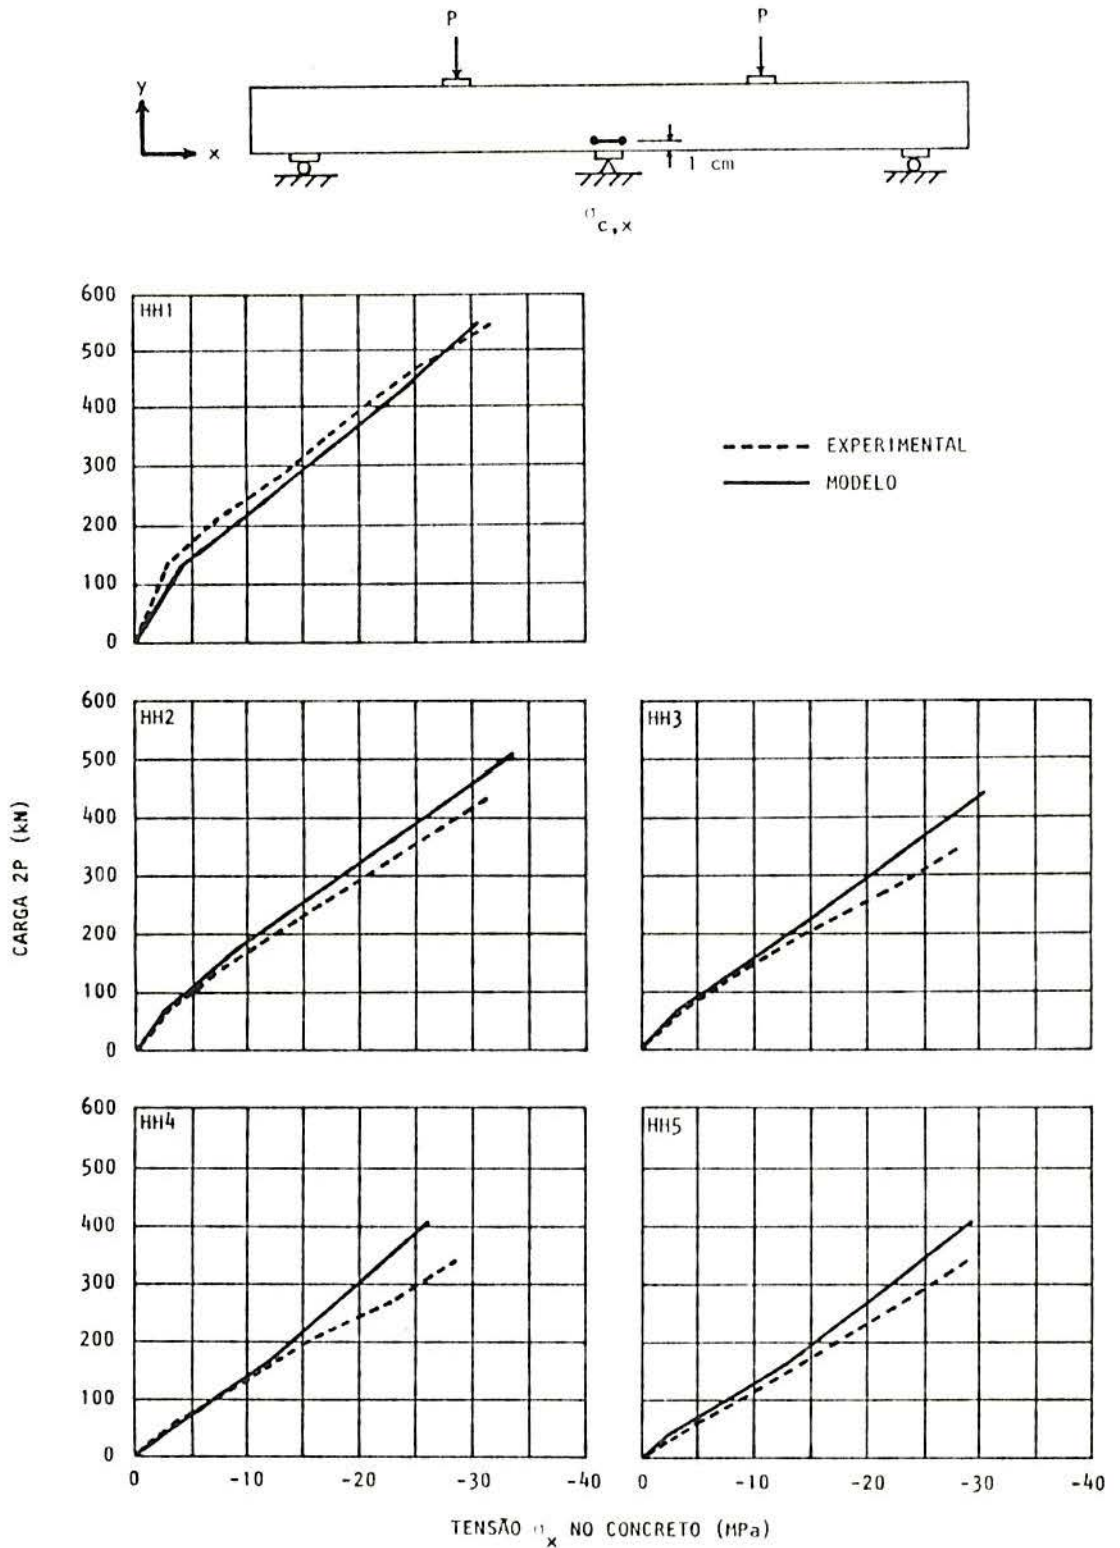 P P
y
x
1 cm
σc,x
600
HH1
500
400
300
200
100
0
EXPERIMENTAL
MODELO
600
HH2
HH3
500
400
300
200
100
0
CARGA 2P (kN)
600
HH4
HH5
500
400
300
200
100
0
0 -10 -20 -30 -40 0 -10 -20 -30 -40
TENSÃO σx NO CONCRETO (MPa)